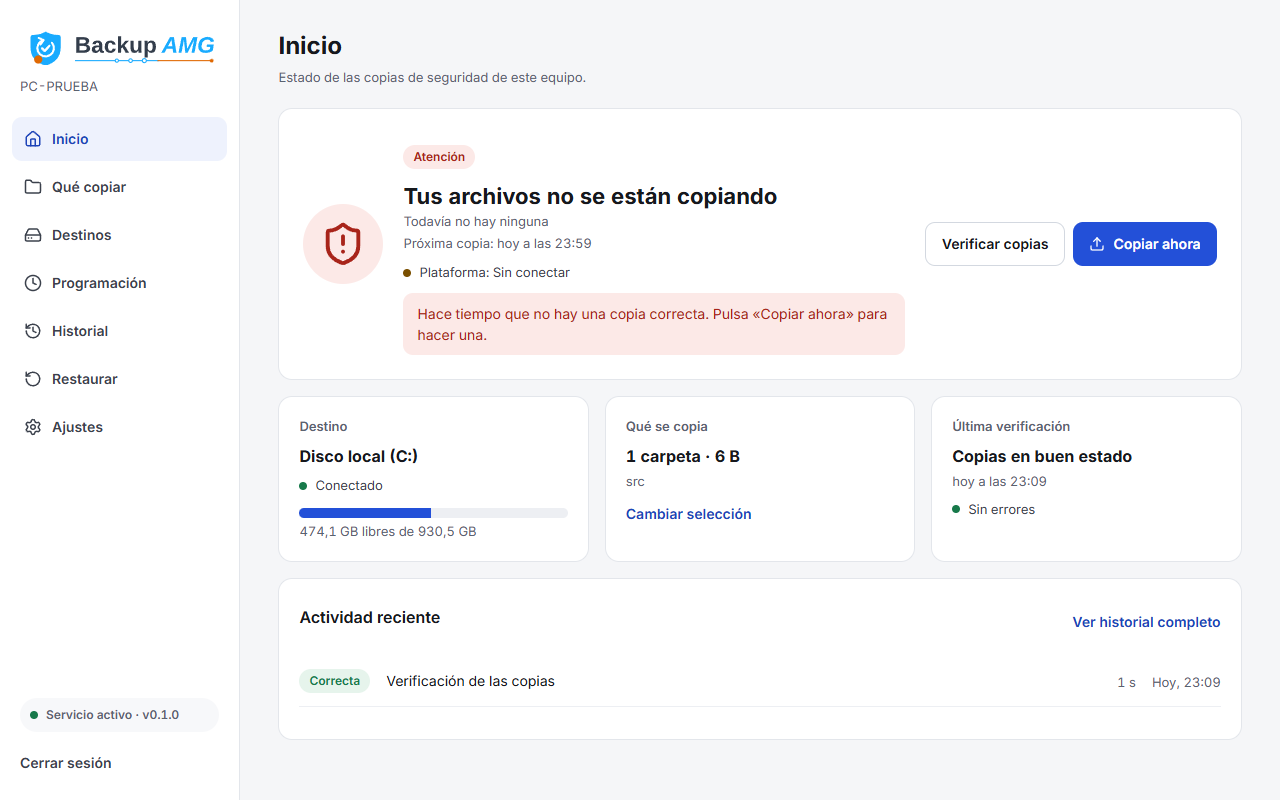 Backup AMG
PC-PRUEBA
Inicio
Qué copiar
Destinos
Programación
Historial
Restaurar
Ajustes
Servicio activo · v0.1.0
Cerrar sesión
Inicio
Estado de las copias de seguridad de este equipo.
Atención
Tus archivos no se están copiando
Todavía no hay ninguna
Próxima copia: hoy a las 23:59
Plataforma: Sin conectar
Hace tiempo que no hay una copia correcta. Pulsa «Copiar ahora» para
hacer una.
Verificar copias
Copiar ahora
Destino
Disco local (C:)
Conectado
474,1 GB libres de 930,5 GB
Qué se copia
1 carpeta · 6 B
src
Cambiar selección
Última verificación
Copias en buen estado
hoy a las 23:09
Sin errores
Actividad reciente
Ver historial completo
Correcta Verificación de las copias 1 s Hoy, 23:09